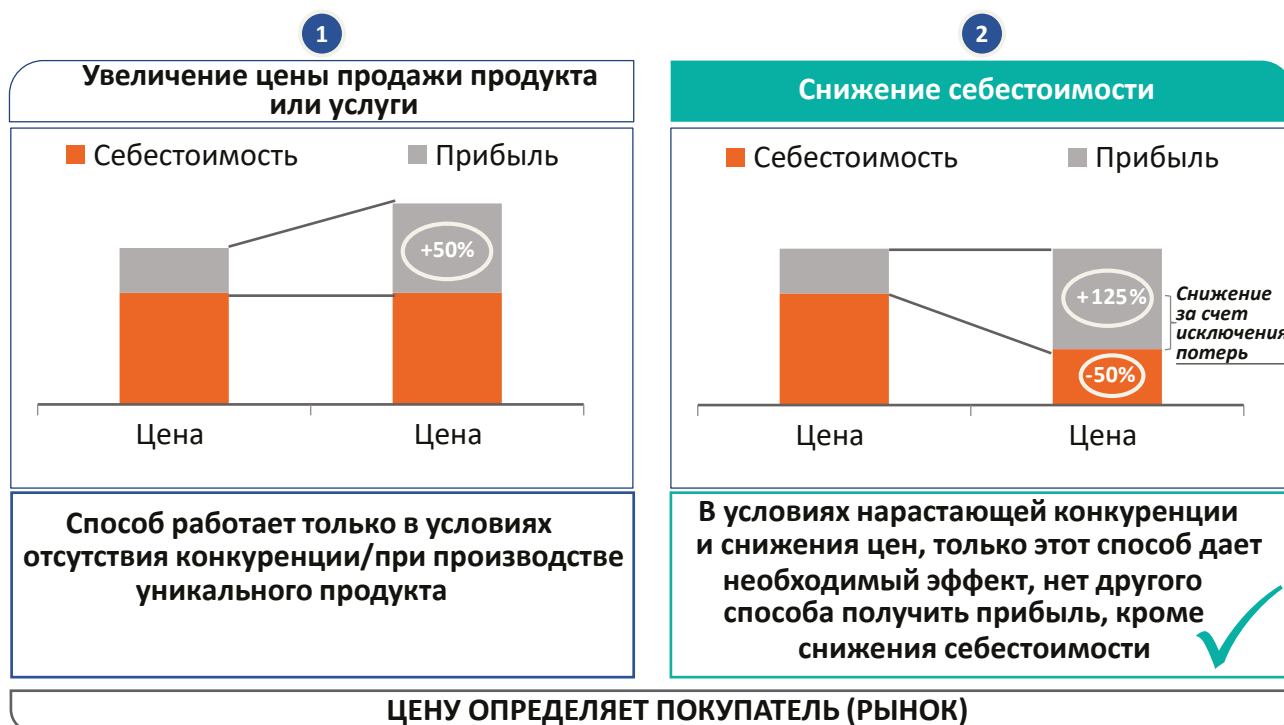 1
Увеличение цены продажи продукта
или услуги
Себестоимость
Прибыль
+50%
Цена
Цена
Способ работает только в условиях
отсутствия конкуренции/при производстве
уникального продукта
2
Снижение себестоимости
Себестоимость
Прибыль
+125%
-50%
Снижение
за счет
исключения
потерь
Цена
Цена
В условиях нарастающей конкуренции
и снижения цен, только этот способ дает
необходимый эффект, нет другого
способа получить прибыль, кроме
снижения себестоимости
ЦЕНУ ОПРЕДЕЛЯЕТ ПОКУПАТЕЛЬ (РЫНОК)